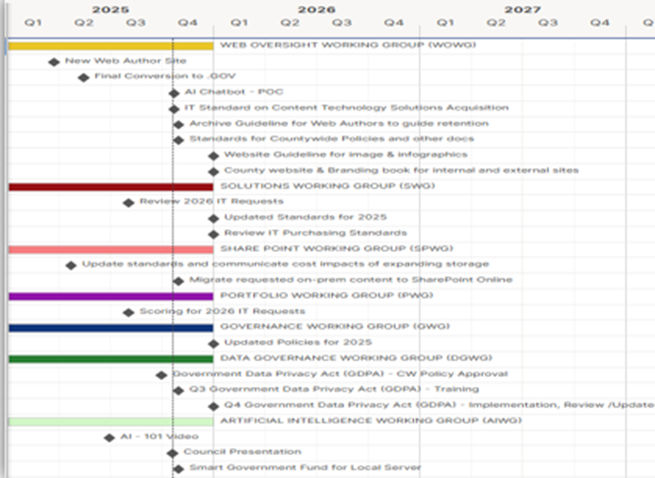 2025 2026 2027
Q1 Q2 Q3 Q4 Q1 Q2 Q3 Q4 Q1 Q2 Q3 Q4 Q
WEB OVERSIGHT WORKING GROUP (WOWG)
New Web Author Site
Final Conversion to .GOV
AI Chatbot - POC
IT Standard on Content Technology Solutions Acquisition
Archive Guideline for Web Authors to guide retention
Standards for Countywide Policies and other docs
Website Guideline for image & infographics
County website & Branding book for internal and external sites
SOLUTIONS WORKING GROUP (SWG)
Review 2026 IT Requests
Updated Standards for 2025
Review IT Purchasing Standards
SHARE POINT WORKING GROUP (SPWG)
Update standards and communicate cost impacts of expanding storage
Migrate requested on-prem content to SharePoint Online
PORTFOLIO WORKING GROUP (PWG)
Scoring for 2026 IT Requests
GOVERNANCE WORKING GROUP (GWG)
Updated Policies for 2025
DATA GOVERNANCE WORKING GROUP (DGWG)
Government Data Privacy Act (GDPA) - CW Policy Approval
Q3 Government Data Privacy Act (GDPA) - Training
Q4 Government Data Privacy Act (GDPA) - Implementation, Review /Update
ARTIFICIAL INTELLIGENCE WORKING GROUP (AIWG)
AI - 101 Video
Council Presentation
Smart Government Fund for Local Server